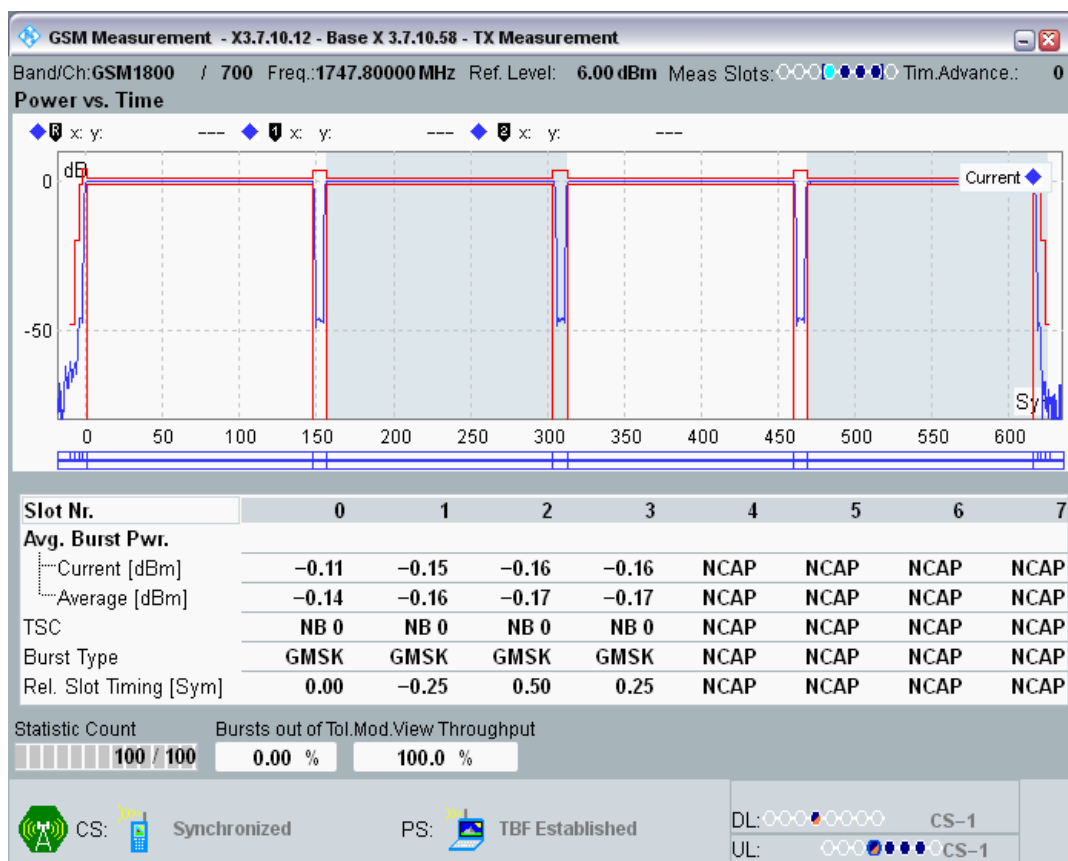 GSM Measurement - X3.7.10.12 - Base X 3.7.10.58 - TX Measurement
Band/Ch:GSM1800 / 700 Freq.:1747.80000 MHz Ref. Level: 6.00 dBm Meas Slots: Tim.Advance.: 0
Power vs. Time
R x: y: --- 1 x: y: --- 2 x: y: ---
dB
Current
0
-50
Sy
0 50 100 150 200 250 300 350 400 450 500 550 600
Slot Nr. 0 1 2 3 4 5 6 7
Avg. Burst Pwr.
Current [dBm] -0.11 -0.15 -0.16 -0.16 NCAP NCAP NCAP NCAP
Average [dBm] -0.14 -0.16 -0.17 -0.17 NCAP NCAP NCAP NCAP
TSC NB 0 NB 0 NB 0 NB 0 NCAP NCAP NCAP NCAP
Burst Type GMSK GMSK GMSK GMSK NCAP NCAP NCAP NCAP
Rel. Slot Timing [Sym] 0.00 -0.25 0.50 0.25 NCAP NCAP NCAP NCAP
Statistic Count Bursts out of Tol.Mod.View Throughput
100 / 100 0.00 % 100.0 %
CS: Synchronized PS: TBF Established DL: CS-1
UL: CS-1